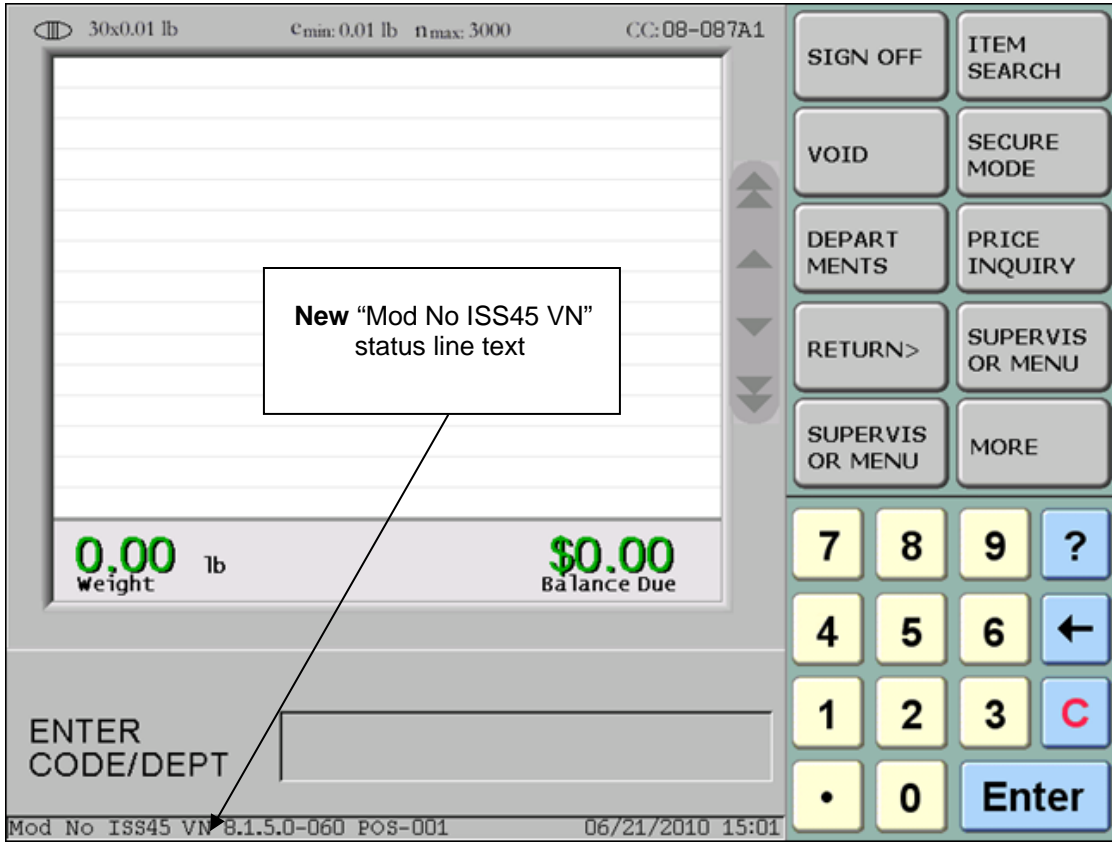 30x0.01 lb emin: 0.01 lb nmax: 3000 CC: 08-087A1
New “Mod No ISS45 VN”
status line text
0.00 lb $0.00
Weight Balance Due
ENTER
CODE/DEPT
Mod No ISS45 VN 8.1.5.0-060 POS-001 06/21/2010 15:01
SIGN OFF
ITEM
SEARCH
VOID
SECURE
MODE
DEPART
MENTS
PRICE
INQUIRY
RETURN>
SUPERVIS
OR MENU
SUPERVIS
OR MENU
MORE
7 8 9 ?
4 5 6 ←
1 2 3 C
. 0 Enter